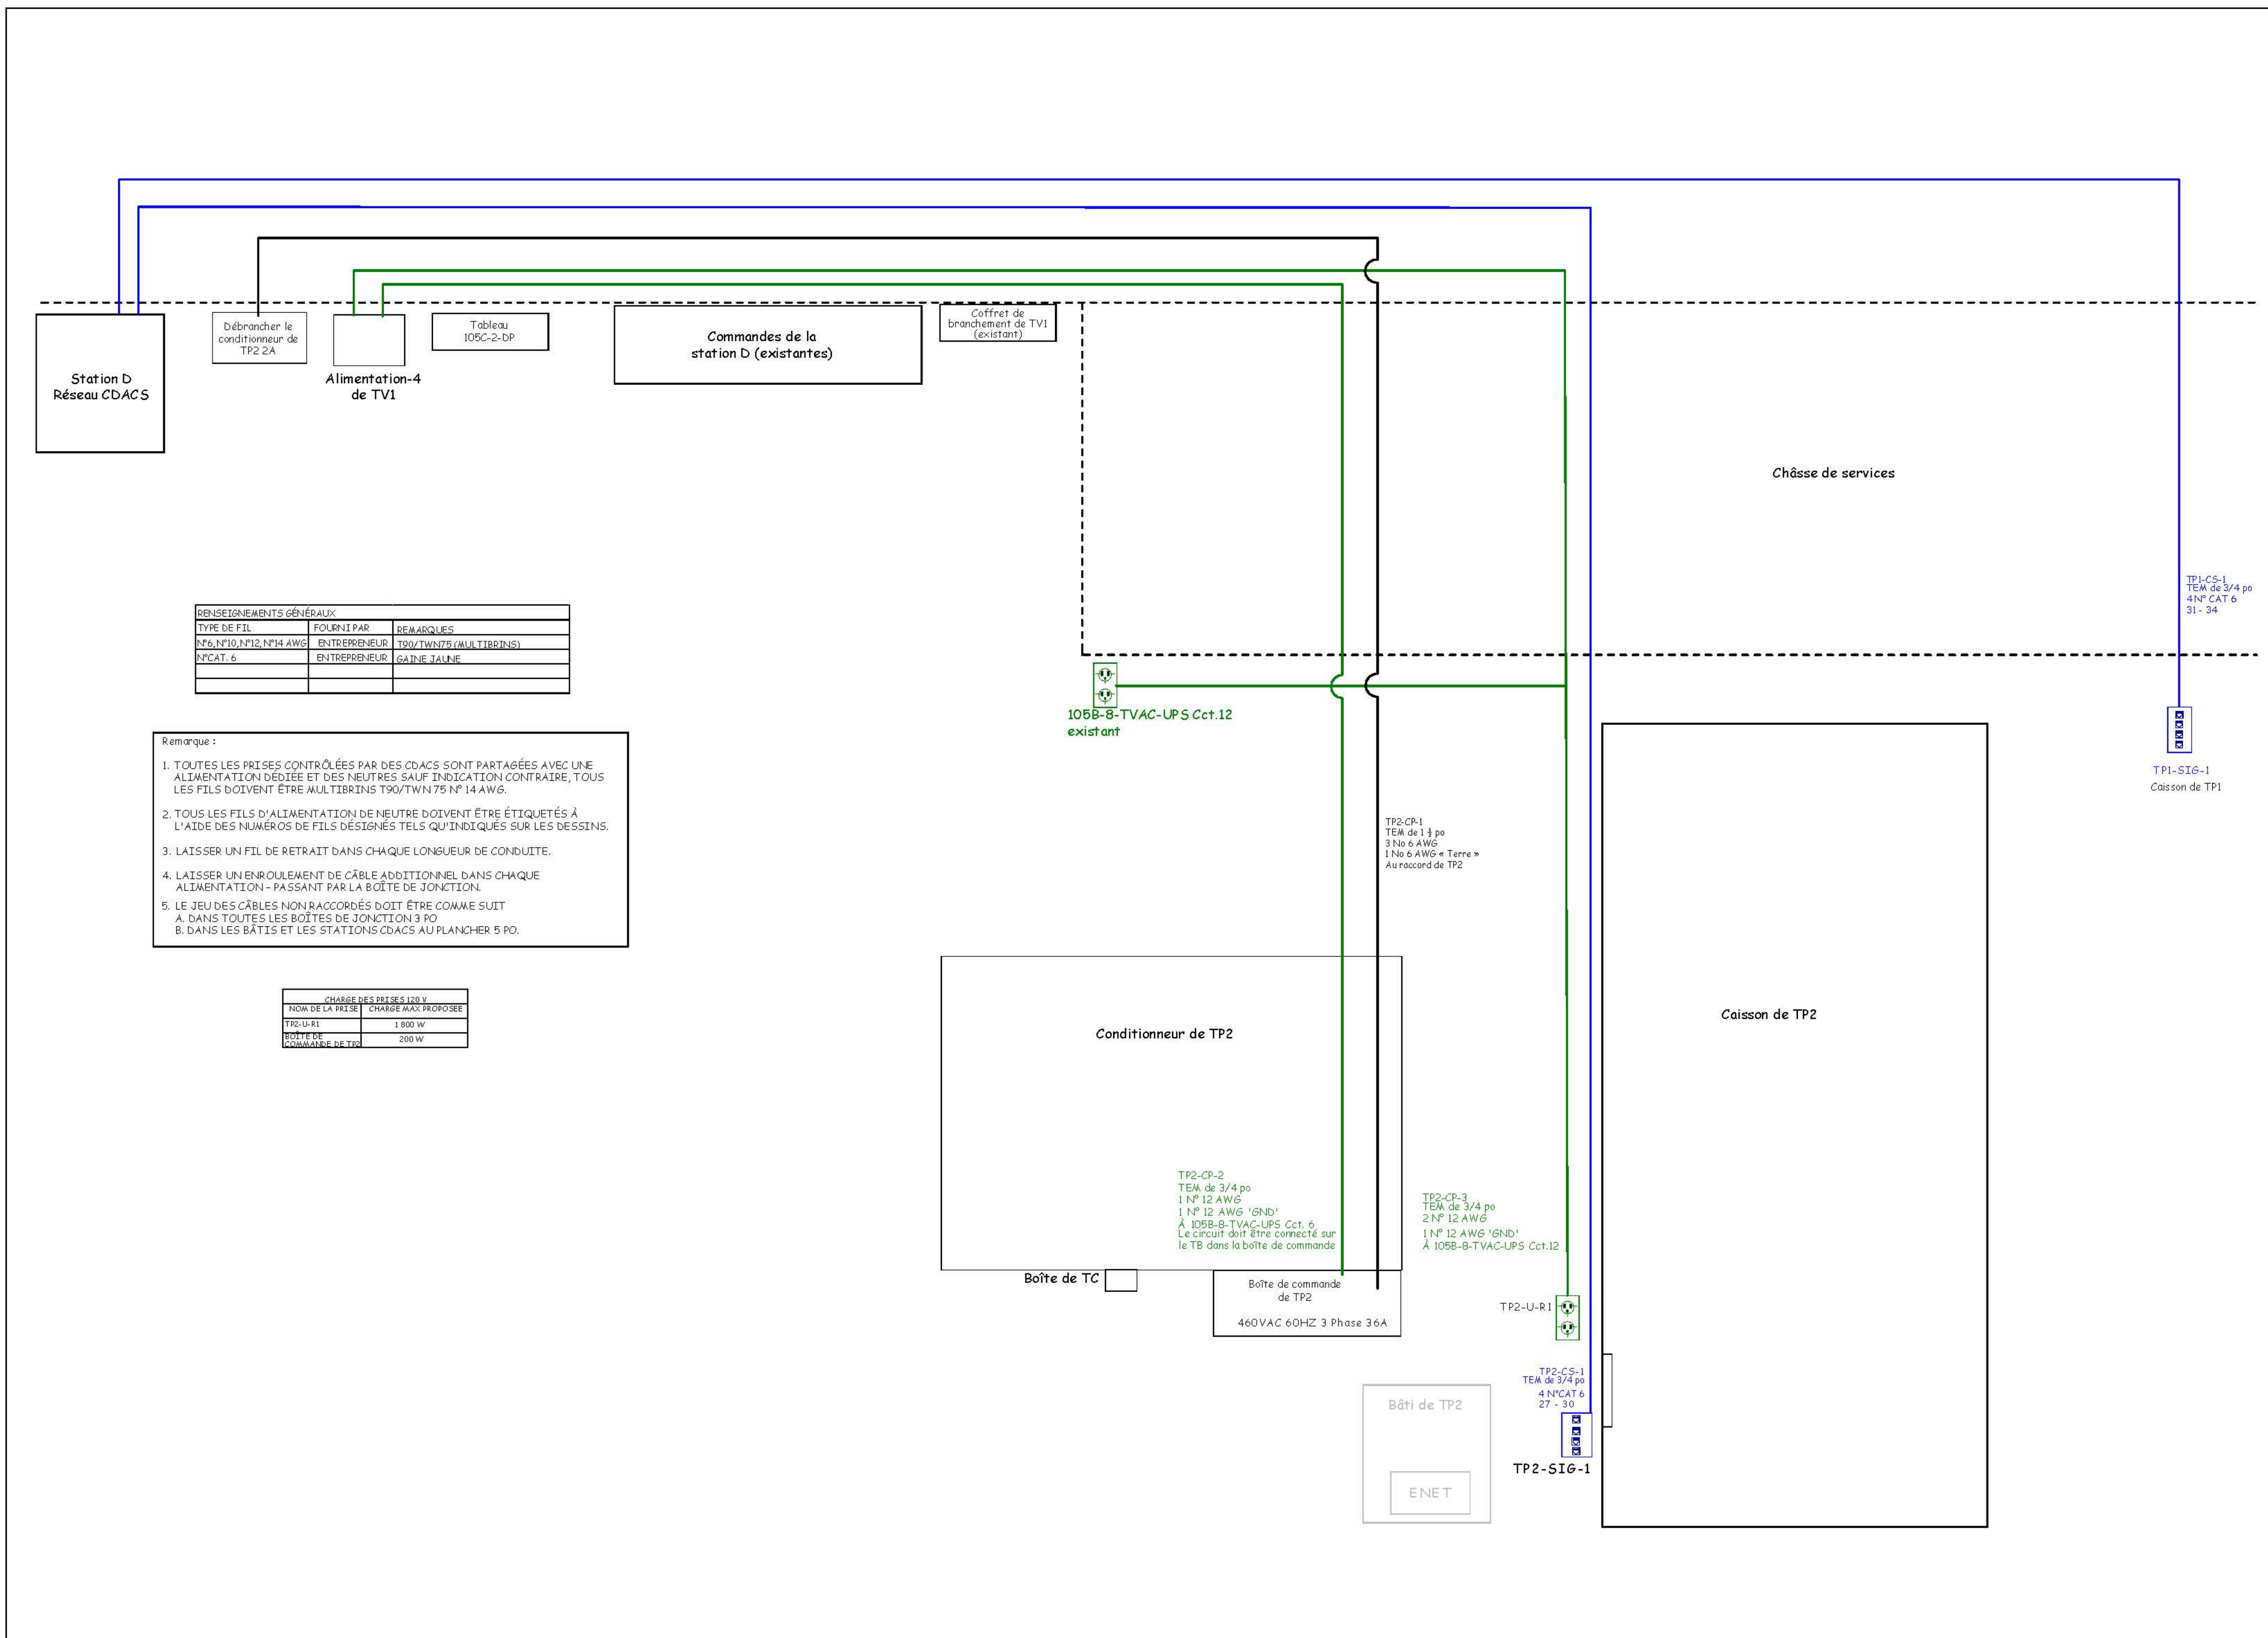 Station D
Réseau CDACS
Débrancher le
conditionneur de
TP2 2A
Alimentation-4
de TV1
Tableau
105C-2-DP
Commandes de la
station D (existantes)
Coffret de
branchement de TV1
(existant)
Châsse de services
TP1-CS-1
TEM de 3/4 po
4 N° CAT 6
31 - 34
RENSEIGNEMENTS GÉNÉRAUX
TYPE DE FIL FOURNI PAR REMARQUES
N°6, N°10, N°12, N°14 AWG ENTREPRENEUR T90/TWN75 (MULTIBRINS)
N°CAT. 6 ENTREPRENEUR GAINE JAUNE
105B-8-TVAC-UPS Cct.12
existant
TP1-SIG-1
Caisson de TP1
Remarque :
1. TOUTES LES PRISES CONTRÔLÉES PAR DES CDACS SONT PARTAGÉES AVEC UNE
ALIMENTATION DÉDIÉE ET DES NEUTRES SAUF INDICATION CONTRAIRE, TOUS
LES FILS DOIVENT ÊTRE MULTIBRINS T90/TWN 75 N° 14 AWG.
2. TOUS LES FILS D'ALIMENTATION DE NEUTRE DOIVENT ÊTRE ÉTIQUETÉS À
L'AIDE DES NUMÉROS DE FILS DÉSIGNÉS TELS QU'INDIQUÉS SUR LES DESSINS.
3. LAISSER UN FIL DE RETRAIT DANS CHAQUE LONGUEUR DE CONDUITE.
4. LAISSER UN ENROULEMENT DE CÂBLE ADDITIONNEL DANS CHAQUE
ALIMENTATION - PASSANT PAR LA BOÎTE DE JONCTION.
5. LE JEU DES CÂBLES NON RACCORDÉS DOIT ÊTRE COMME SUIT
A. DANS TOUTES LES BOÎTES DE JONCTION 3 PO
B. DANS LES BÂTIS ET LES STATIONS CDACS AU PLANCHER 5 PO.
TP2-CP-1
TEM de 1 ½ po
3 No 6 AWG
1 No 6 AWG « Terre »
Au raccord de TP2
CHARGE DES PRISES 120 V
NOM DE LA PRISE CHARGE MAX PROPOSEE
TP2-U-R1 1 800 W
BOÎTE DE
COMMANDE DE TP2 200 W
Conditionneur de TP2
Caisson de TP2
TP2-CP-2
TEM de 3/4 po
1 N° 12 AWG
1 N° 12 AWG 'GND'
À 105B-8-TVAC-UPS Cct. 6
Le circuit doit être connecté sur
le TB dans la boîte de commande
TP2-CP-3
TEM de 3/4 po
2 N° 12 AWG
1 N° 12 AWG 'GND'
À 105B-8-TVAC-UPS Cct.12
Boîte de TC
Boîte de commande
de TP2
460VAC 60HZ 3 Phase 36A
TP2-U-R1
TP2-CS-1
TEM de 3/4 po
4 N°CAT 6
27 - 30
Bâti de TP2
ENET
TP2-SIG-1